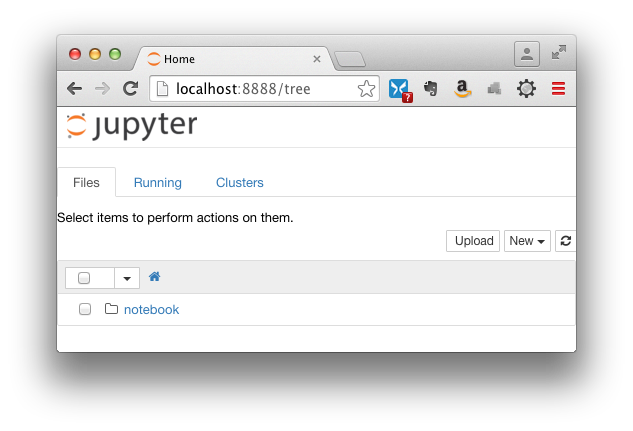 Home
localhost:8888/tree
?
jupyter
Files Running Clusters
Select items to perform actions on them.
Upload New
notebook